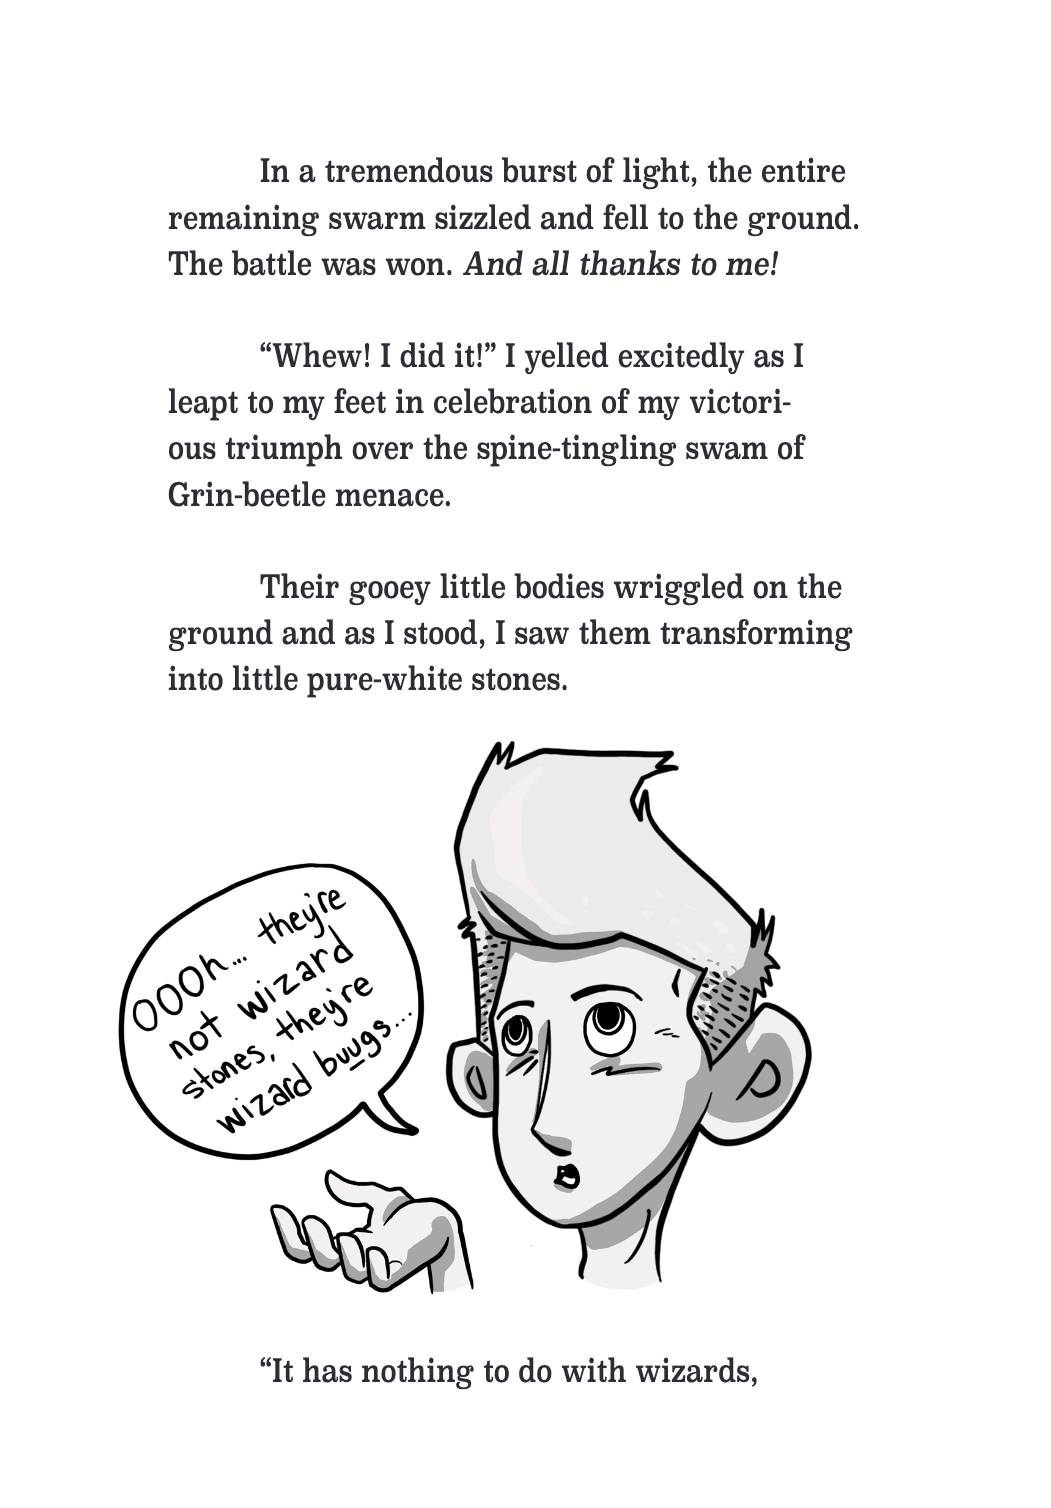 In a tremendous burst of light, the entire
remaining swarm sizzled and fell to the ground.
The battle was won. And all thanks to me!
“Whew! I did it!” I yelled excitedly as I
leapt to my feet in celebration of my victori-
ous triumph over the spine-tingling swam of
Grin-beetle menace.
Their gooey little bodies wriggled on the
ground and as I stood, I saw them transforming
into little pure-white stones.
OOOh... they're
not wizard
stones, they're
wizard buugs...
“It has nothing to do with wizards,